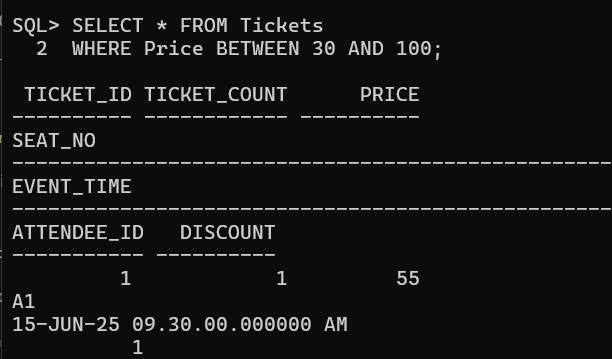 SQL> SELECT * FROM Tickets
2 WHERE Price BETWEEN 30 AND 100;
TICKET_ID TICKET_COUNT PRICE
---------- ------------ ----------
SEAT_NO
--------------------------------------------------
EVENT_TIME
--------------------------------------------------
ATTENDEE_ID DISCOUNT
----------- ----------
1 1 55
A1
15-JUN-25 09.30.00.000000 AM
1